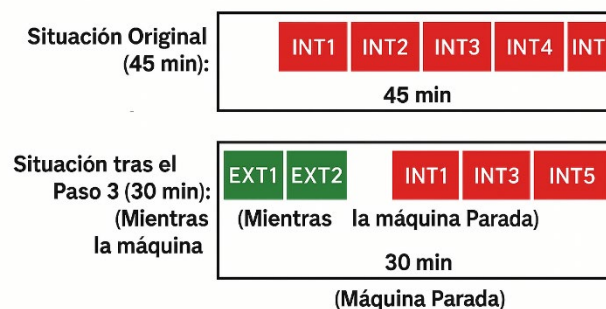 Situación Original
(45 min):
INT1 INT2 INT3 INT4 INT
45 min
Situación tras el
Paso 3 (30 min):
(Mientras
la máquina
EXT1 EXT2 INT1 INT3 INT5
(Mientras la máquina Parada)
30 min
(Máquina Parada)